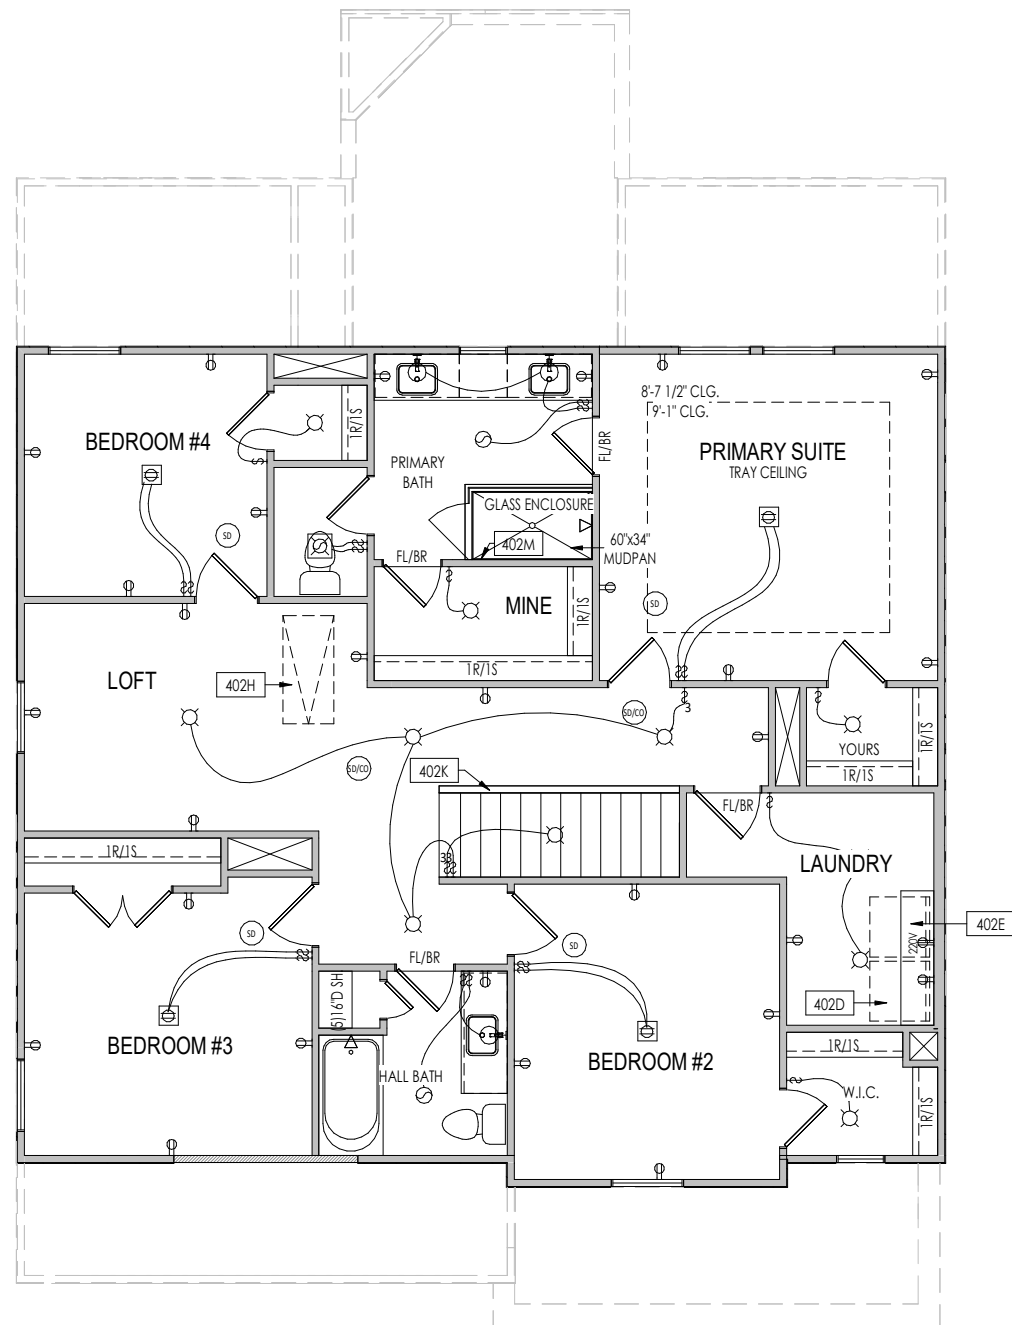 8'-7 1/2" CLG.
9'-1" CLG.
1R/1S
BEDROOM #4
FL/BR
PRIMARY SUITE
TRAY CEILING
PRIMARY
BATH
GLASS ENCLOSURE
SD
402M
60"x34"
MUDPAN
FL/BR
MINE
1R/1S
SD
1R/1S
LOFT
402H
3
SD/CO
1R/1S
YOURS
SD/CO
402K
1R/1S
FL/BR
1R/1S
33
LAUNDRY
402E
SD
SD
220V
FL/BR
(5)16"D SH.
402D
BEDROOM #3
1R/1S
BEDROOM #2
HALL BATH
W.I.C.
1R/1S